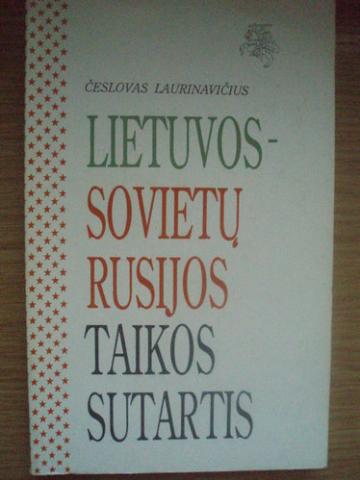 ČESLOVAS LAURINAVIČIUS
LIETUVOS-
SOVIETŲ
RUSIJOS
TAIKOS
SUTARTIS